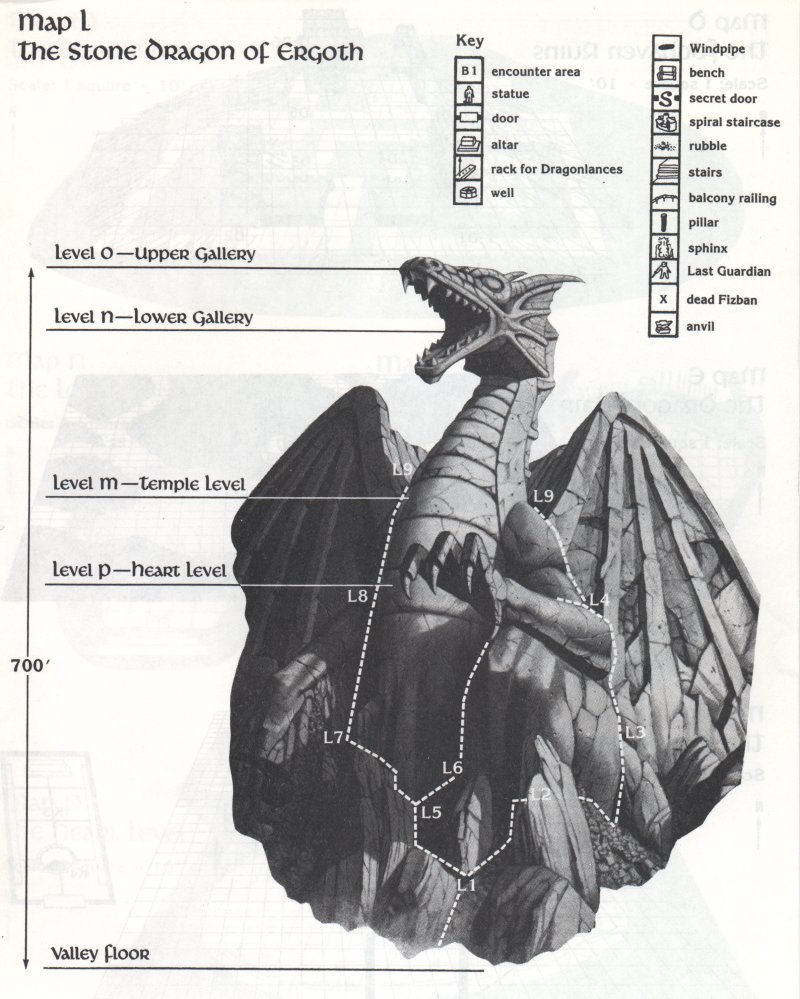 Map L
The Stone Dragon of Ergoth
Key
B1 encounter area
statue
door
altar
rack for Dragonlances
well
Windpipe
bench
S secret door
spiral staircase
rubble
stairs
balcony railing
pillar
sphinx
Last Guardian
X dead Fizban
anvil
Level O—Upper Gallery
Level N—Lower Gallery
Level M—Temple Level
Level P—Heart Level
700'
L9
L9
L8
L4
L7
L3
L6
L2
L5
L1
Valley Floor